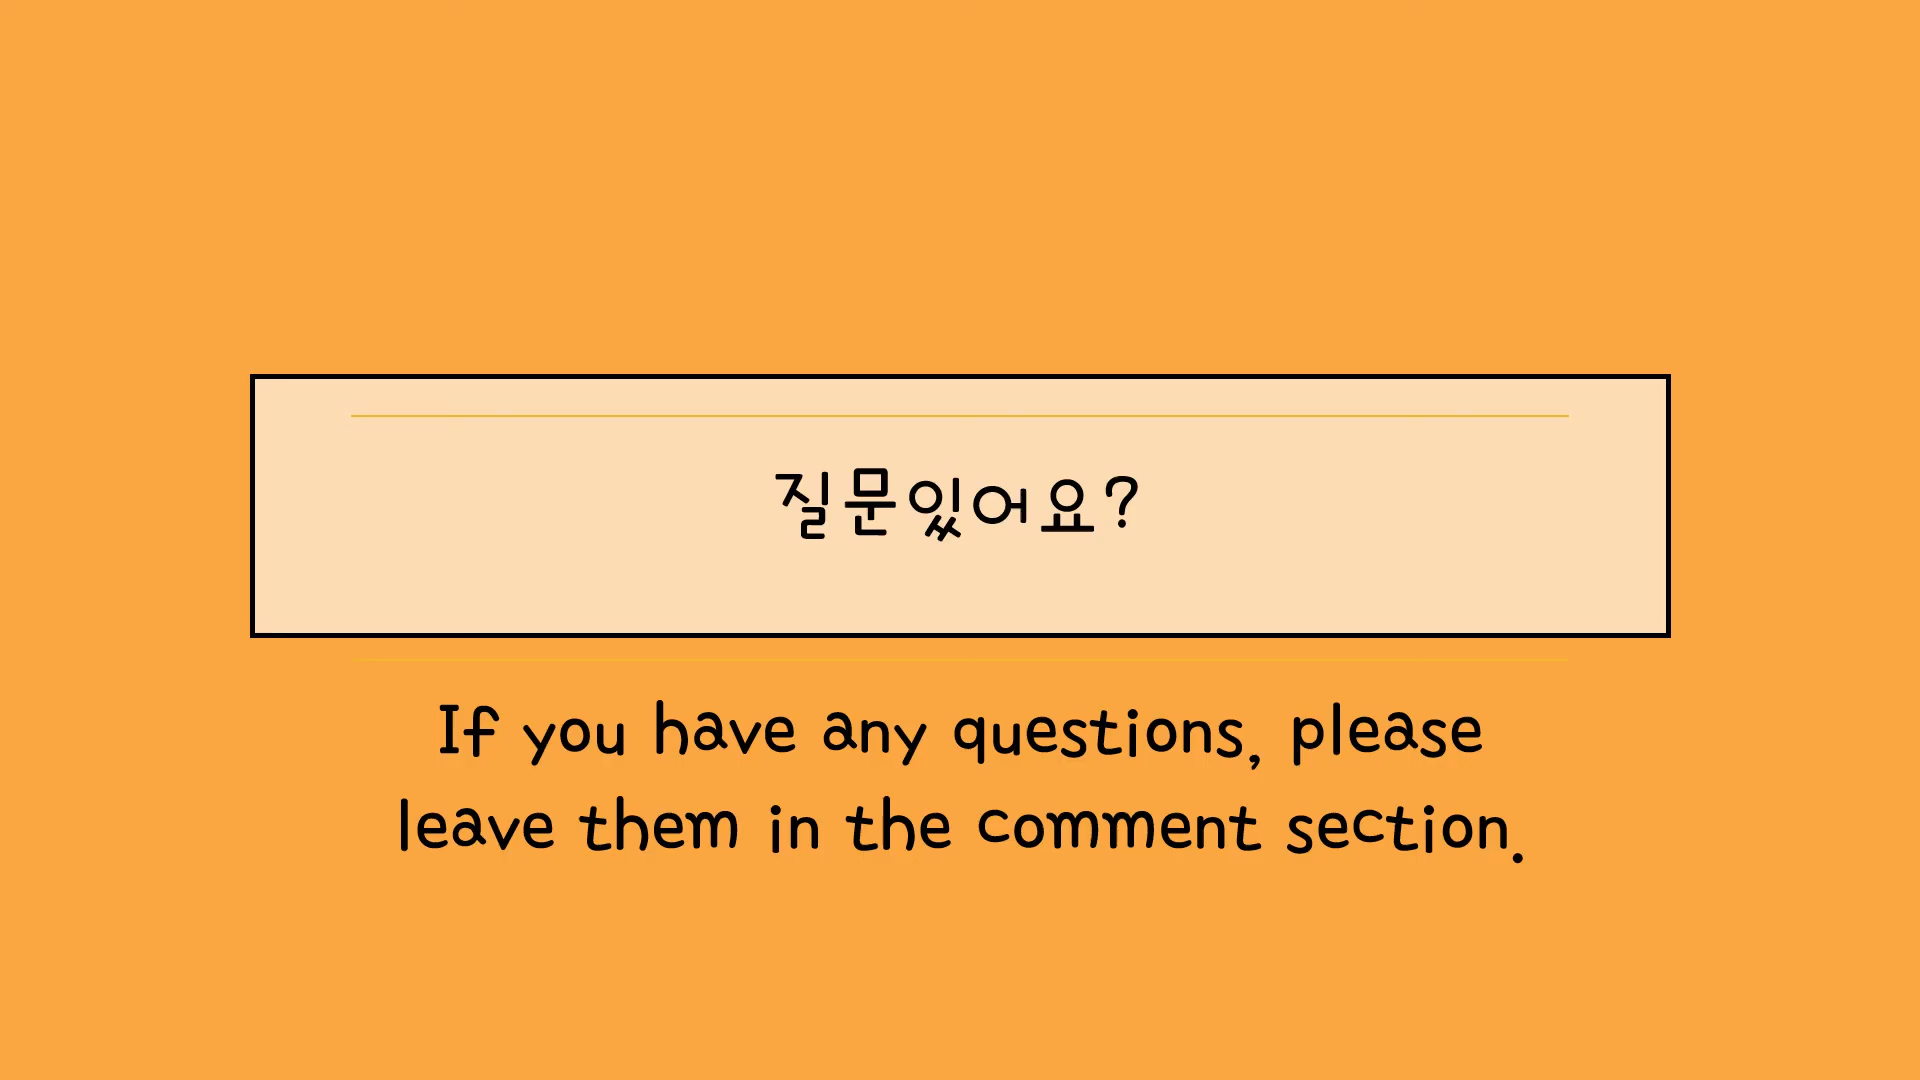 질문있어요?
If you have any questions, please
leave them in the comment section.